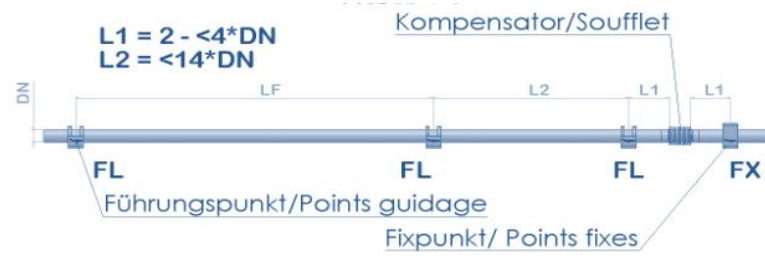 Kompensator/Soufflet
L1 = 2 - <4*DN
L2 = <14*DN
DN
LF
L2
L1
L1
FL
FL
FL
FX
Führungspunkt/Points guidage
Fixpunkt/ Points fixes